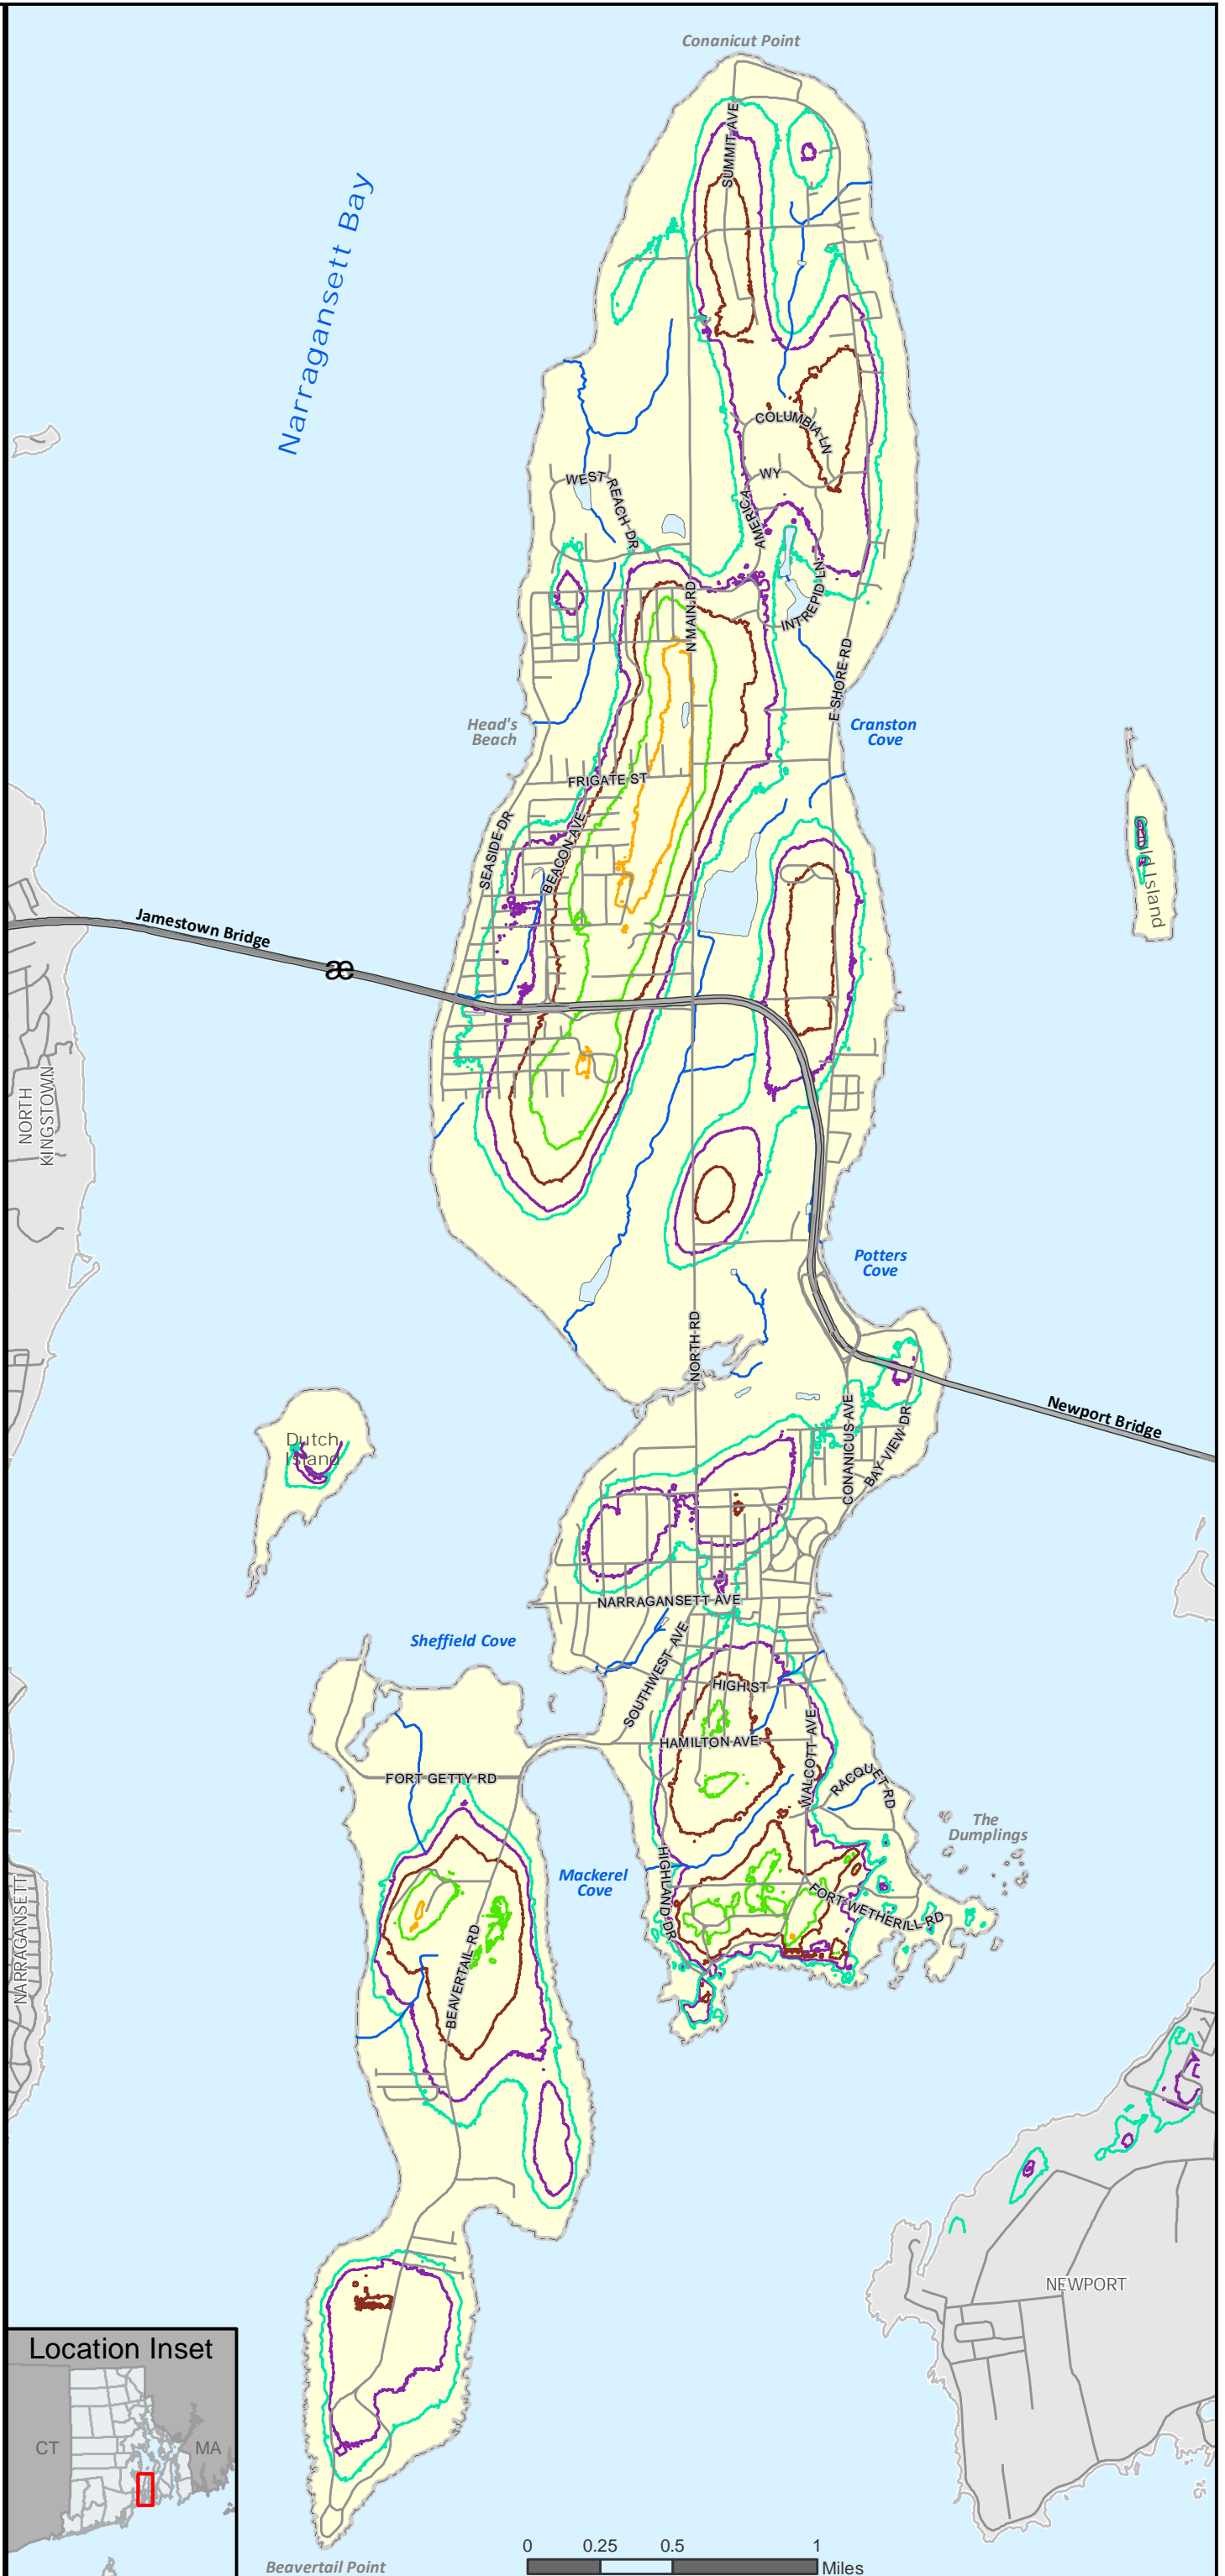 Conanicut Point
SUMMIT AVE
Narragansett Bay
COLUMBIA LN
WEST REACH DR
WY
AMERICA
INTREPID LN
N MAIN RD
E SHORE RD
Head's
Beach
Cranston
Cove
FRIGATE ST
SEASIDE DR
BEACON AVE
Gould Island
Jamestown Bridge
æ
NORTH
KINGSTOWN
Potters
Cove
NORTH RD
Newport Bridge
CONANICUS AVE
BAY VIEW DR
Dutch
Island
NARRAGANSETT AVE
Sheffield Cove
SOUTHWEST AVE
HIGH ST
HAMILTON AVE
WALCOTT AVE
RACQUET RD
FORT GETTY RD
The
Dumplings
HIGHLAND DR
Mackerel
Cove
FORT WETHERILL RD
NARRAGANSETT
BEAVERTAIL RD
NEWPORT
Location Inset
CT
MA
0 0.25 0.5 1
Miles
Beavertail Point